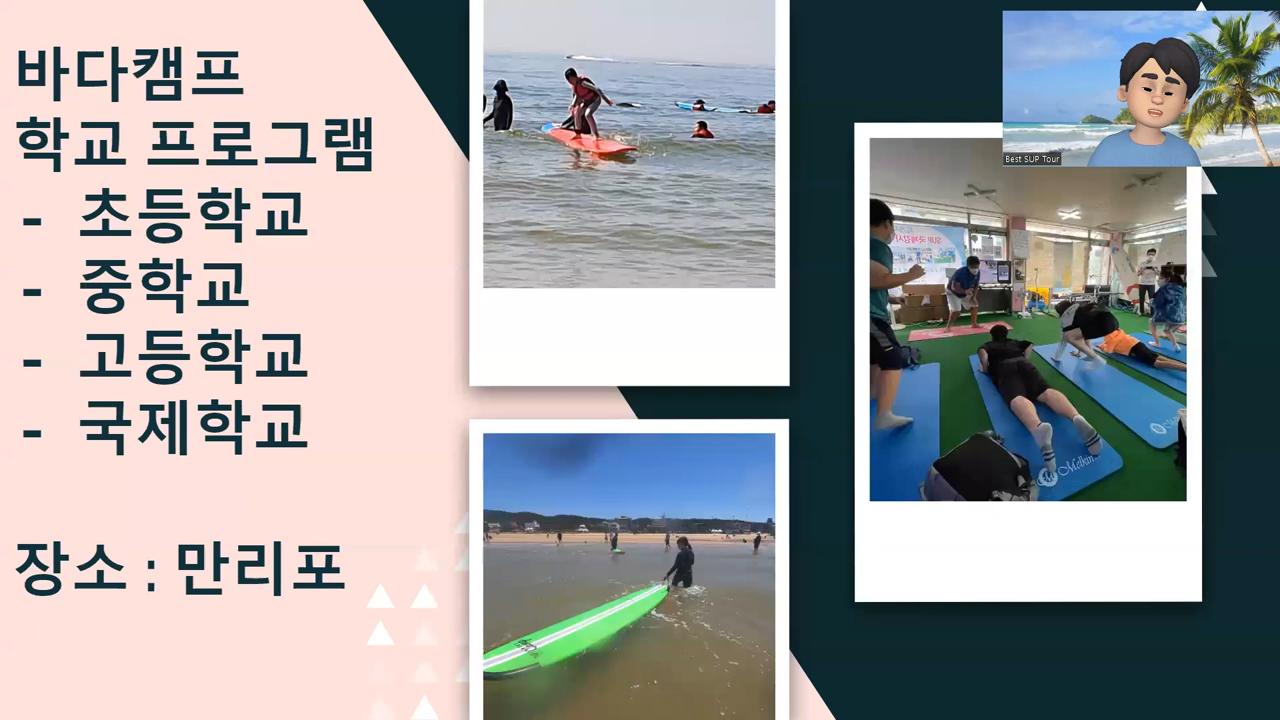 바다캠프
학교 프로그램
- 초등학교
- 중학교
- 고등학교
- 국제학교
장소 : 만리포
Best SUP Tour